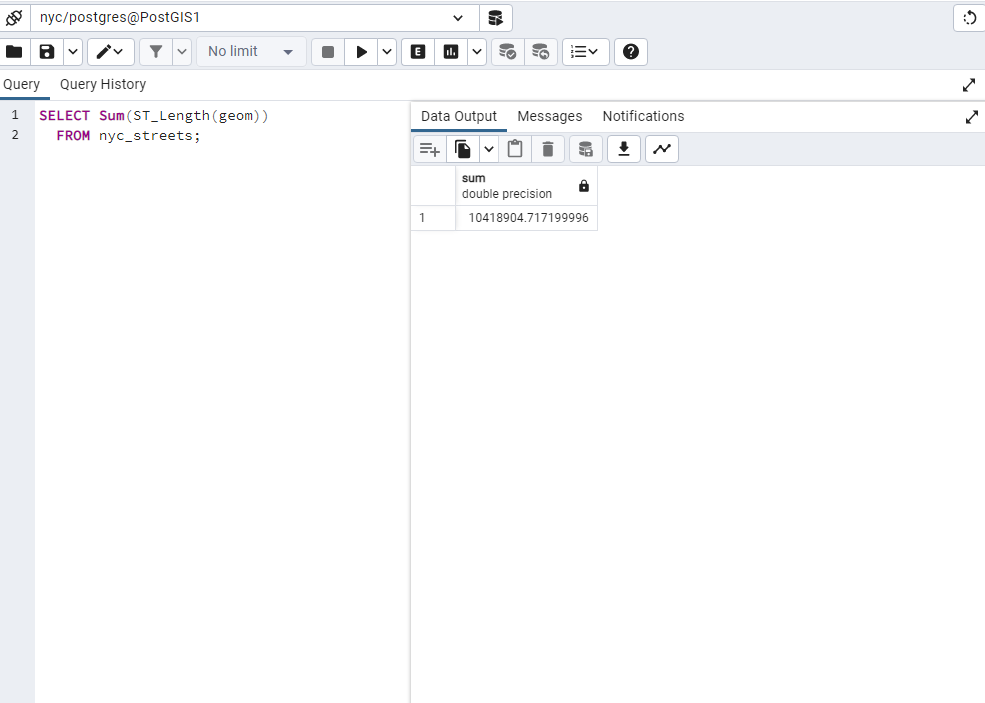 nyc/postgres@PostGIS1
No limit
E
Query Query History
1 SELECT Sum(ST_Length(geom))
2 FROM nyc_streets;
Data Output Messages Notifications
sum
double precision
1 10418904.717199996